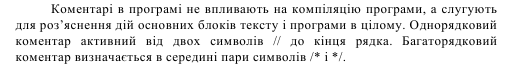 Коментарі в програмі не впливають на компіляцію програми, а слугують
для роз’яснення дій основних блоків тексту і програми в цілому. Однорядковий
коментар активний від двох символів // до кінця рядка. Багаторядковий
коментар визначається в середині пари символів /* і */.